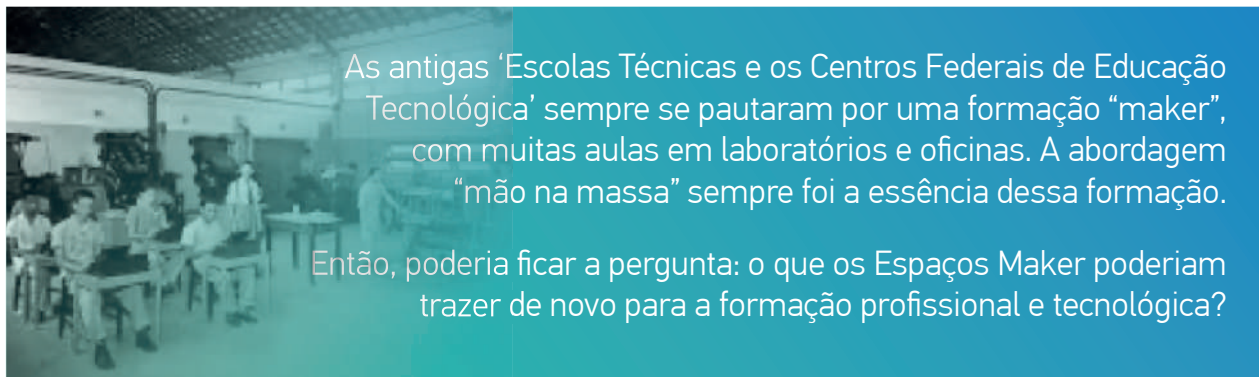 As antigas ‘Escolas Técnicas e os Centros Federais de Educação
Tecnológica’ sempre se pautaram por uma formação “maker”,
com muitas aulas em laboratórios e oficinas. A abordagem
“mão na massa” sempre foi a essência dessa formação.
Então, poderia ficar a pergunta: o que os Espaços Maker poderiam
trazer de novo para a formação profissional e tecnológica?